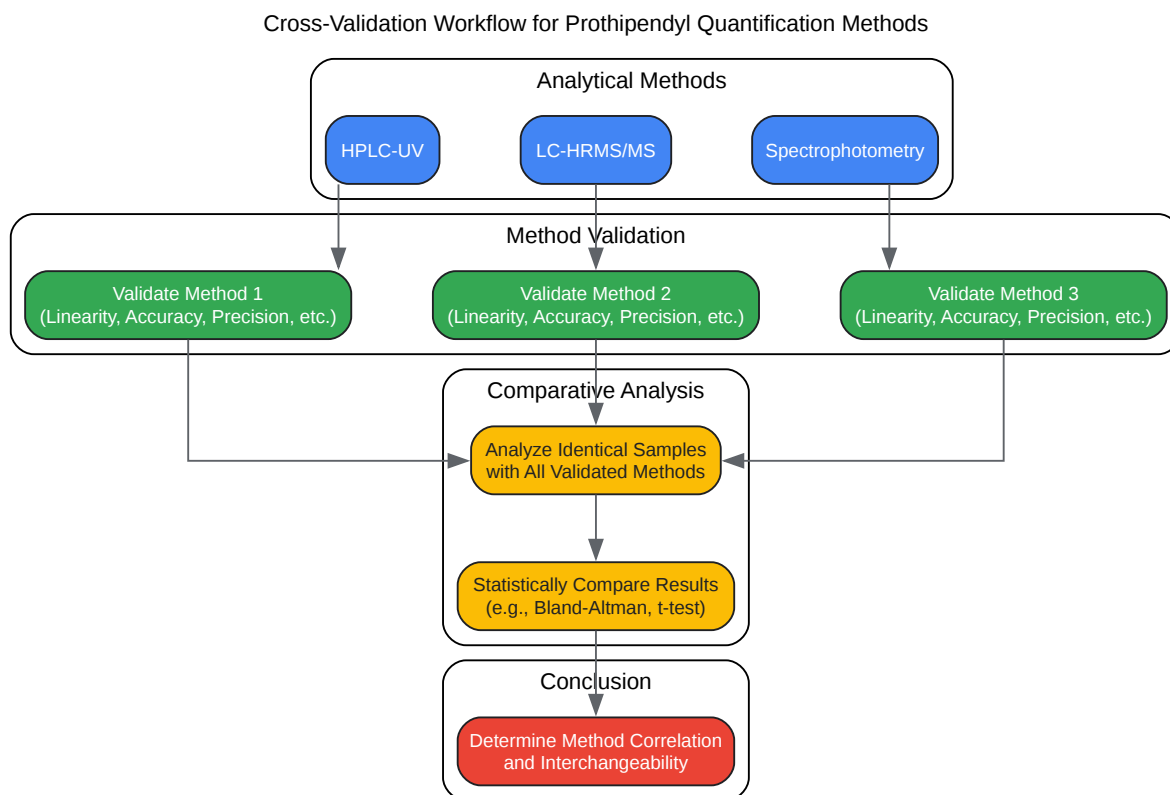 Cross-Validation Workflow for Prothipendyl Quantification Methods
Analytical Methods
HPLC-UV
LC-HRMS/MS
Spectrophotometry
Method Validation
Validate Method 1
(Linearity, Accuracy, Precision, etc.)
Validate Method 2
(Linearity, Accuracy, Precision, etc.)
Validate Method 3
(Linearity, Accuracy, Precision, etc.)
Comparative Analysis
Analyze Identical Samples
with All Validated Methods
Statistically Compare Results
(e.g., Bland-Altman, t-test)
Conclusion
Determine Method Correlation
and Interchangeability